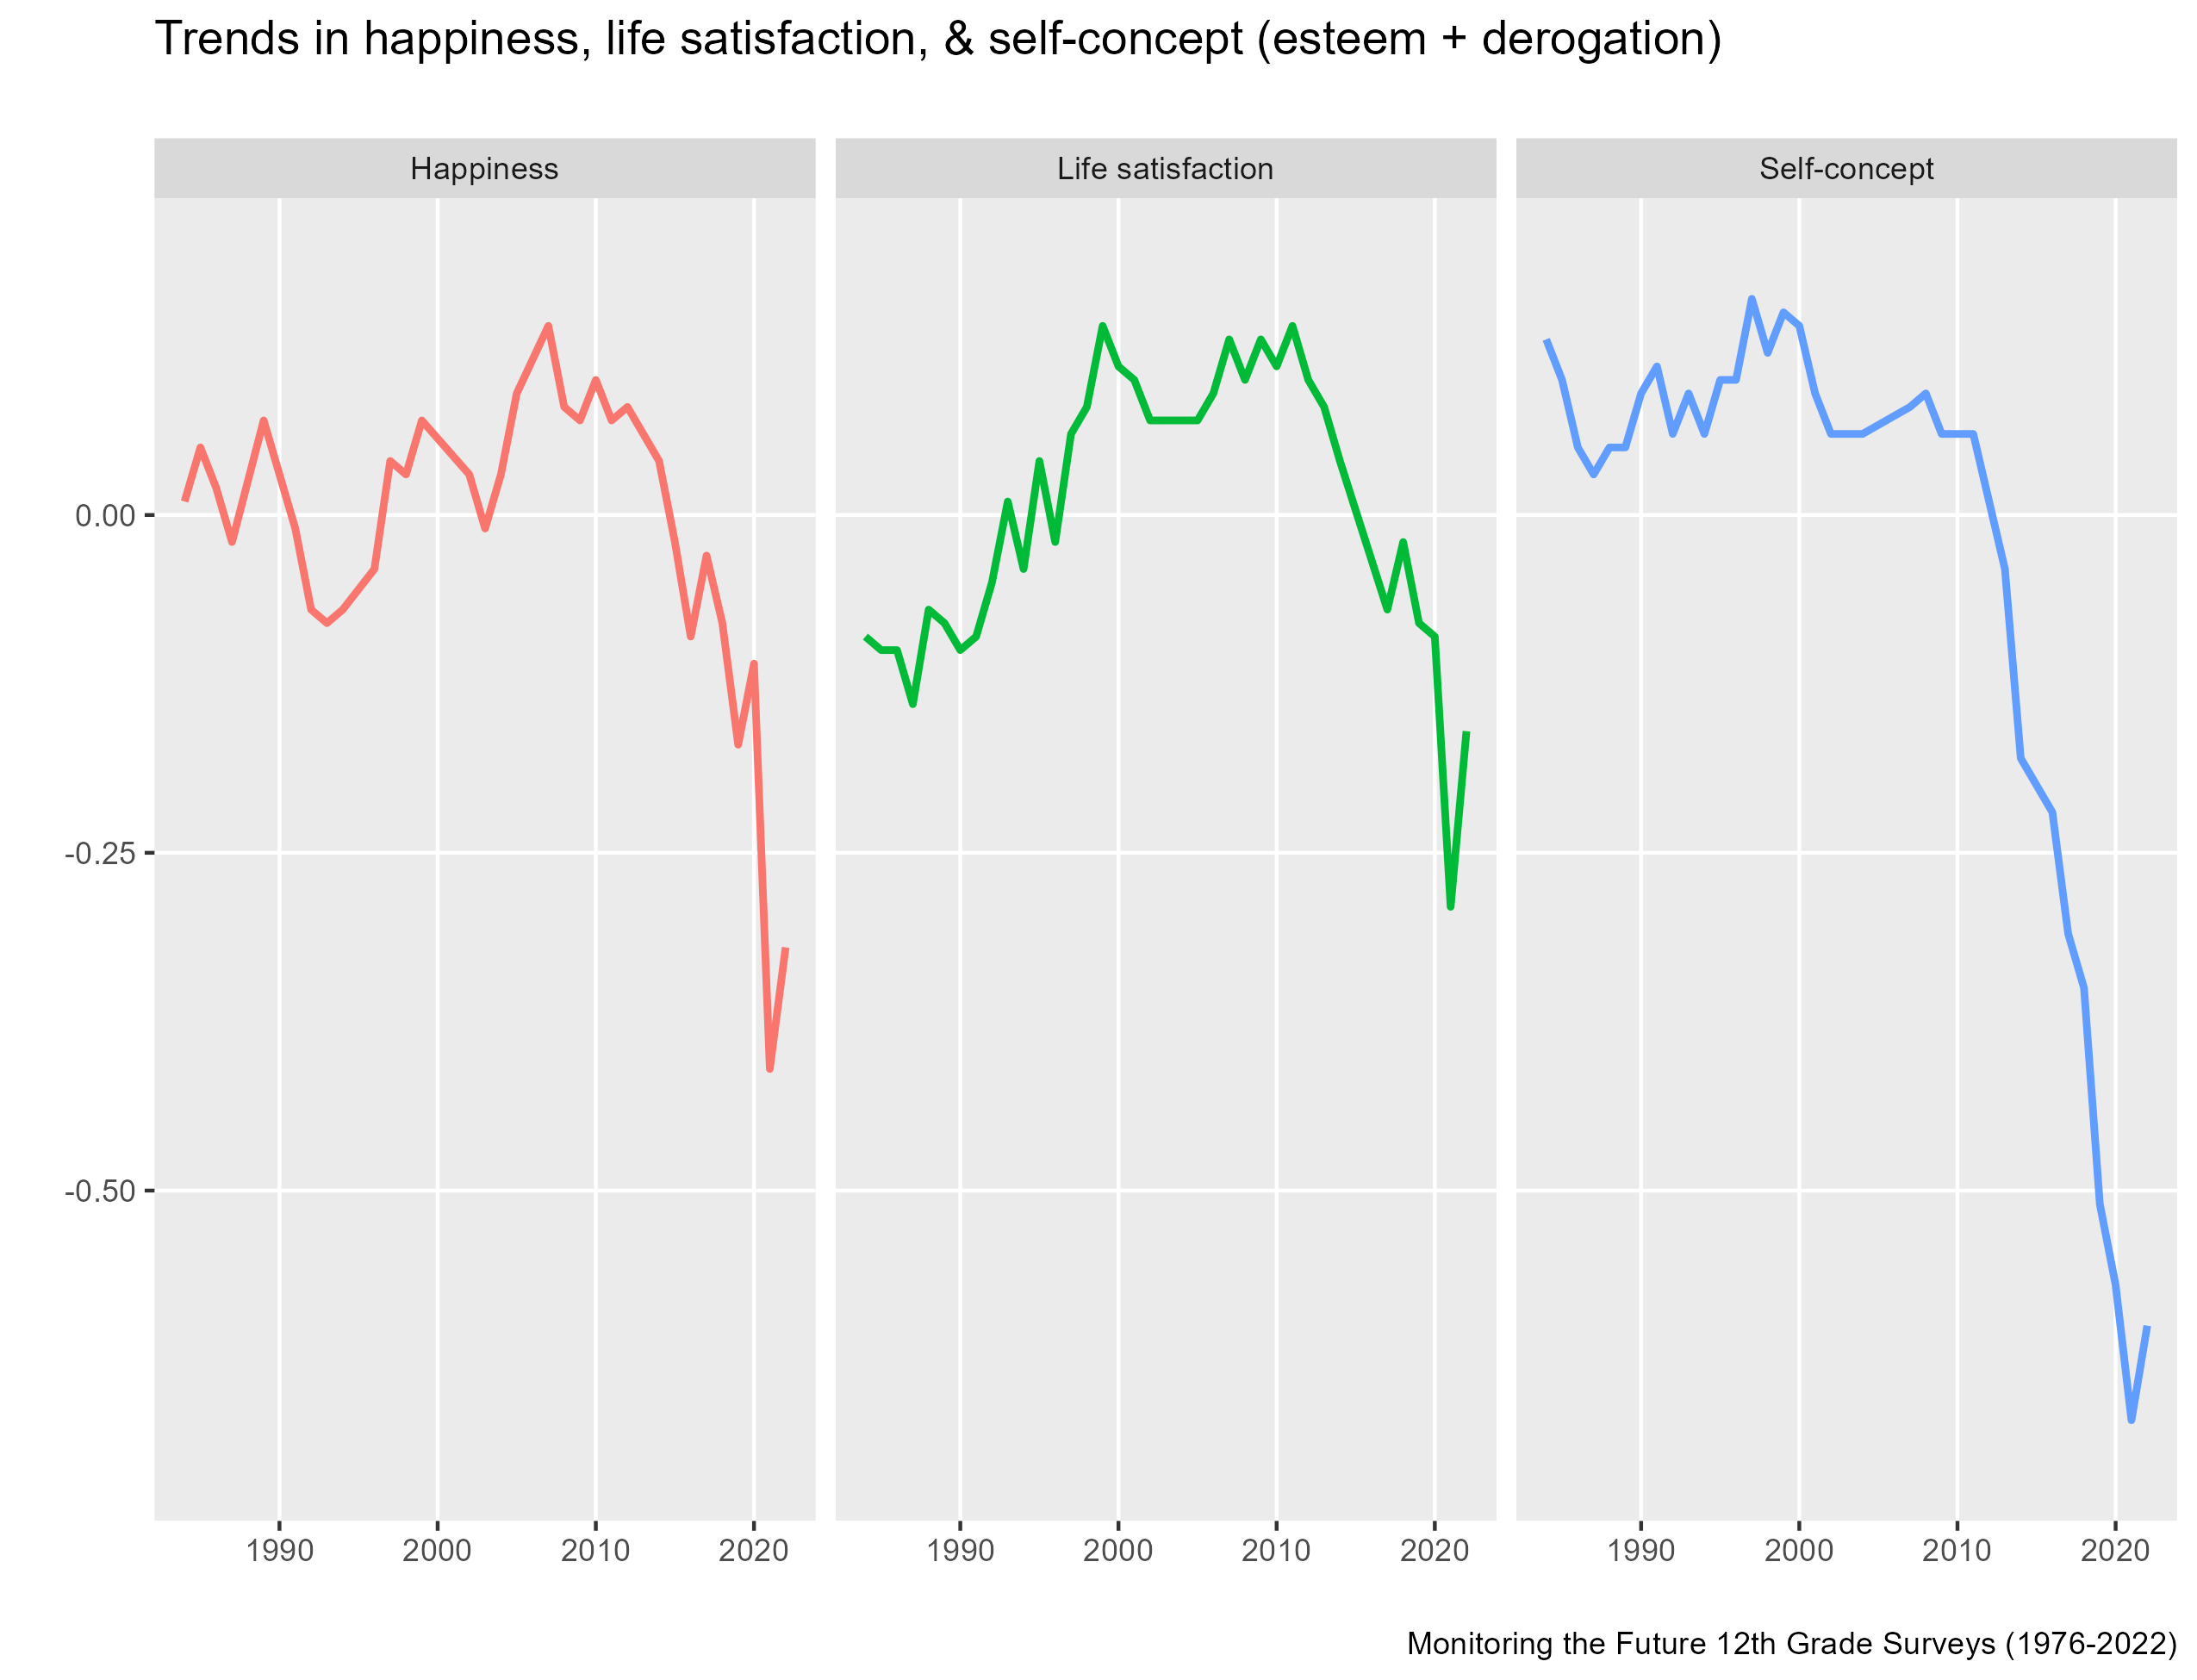 Trends in happiness, life satisfaction, & self-concept (esteem + derogation)
Happiness
Life satisfaction
Self-concept
0.00
-0.25
-0.50
1990 2000 2010 2020
1990 2000 2010 2020
1990 2000 2010 2020
Monitoring the Future 12th Grade Surveys (1976-2022)